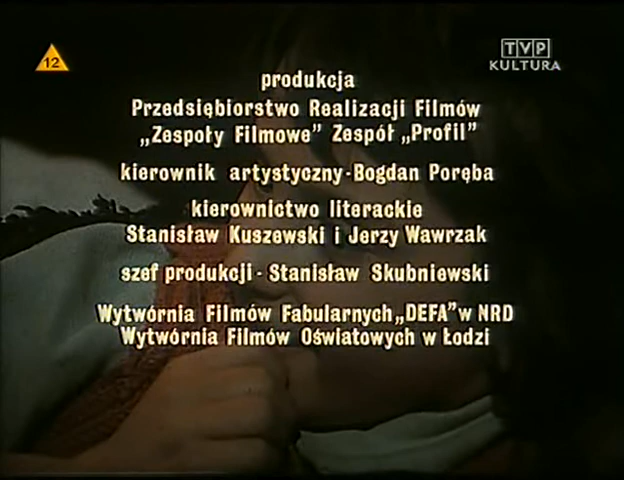 12
TVP
KULTURA
produkcja
Przedsiębiorstwo Realizacji Filmów
„Zespoły Filmowe” Zespół „Profil”
kierownik artystyczny-Bogdan Poręba
kierownictwo literackie
Stanisław Kuszewski i Jerzy Wawrzak
szef produkcji - Stanisław Skubniewski
Wytwórnia Filmów Fabularnych „DEFA” w NRD
Wytwórnia Filmów Oświatowych w Łodzi